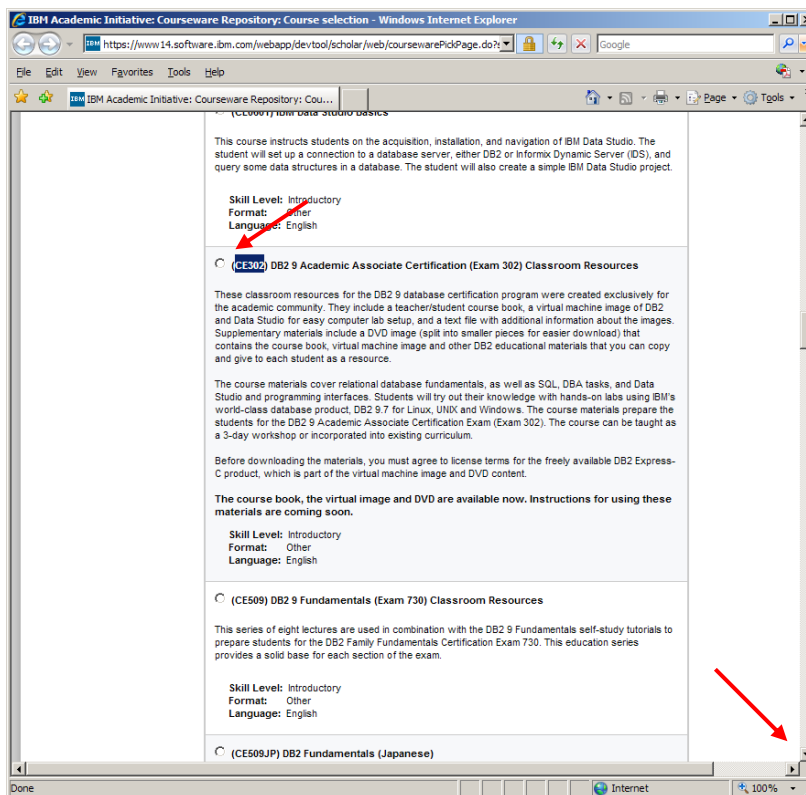 IBM Academic Initiative: Courseware Repository: Course selection - Windows Internet Explorer
IBM https://www14.software.ibm.com/webapp/devtool/scholar/web/coursewarePickPage.do?s
Google
File Edit View Favorites Tools Help
IBM IBM Academic Initiative: Courseware Repository: Cou...
Page Tools
(CE0601) IBM Data Studio Basics
This course instructs students on the acquisition, installation, and navigation of IBM Data Studio. The
student will set up a connection to a database server, either DB2 or Informix Dynamic Server (IDS), and
query some data structures in a database. The student will also create a simple IBM Data Studio project.
Skill Level: Introductory
Format: Other
Language: English
(CE302) DB2 9 Academic Associate Certification (Exam 302) Classroom Resources
These classroom resources for the DB2 9 database certification program were created exclusively for
the academic community. They include a teacher/student course book, a virtual machine image of DB2
and Data Studio for easy computer lab setup, and a text file with additional information about the images.
Supplementary materials include a DVD image (split into smaller pieces for easier download) that
contains the course book, virtual machine image and other DB2 educational materials that you can copy
and give to each student as a resource.
The course materials cover relational database fundamentals, as well as SQL, DBA tasks, and Data
Studio and programming interfaces. Students will try out their knowledge with hands-on labs using IBM's
world-class database product, DB2 9.7 for Linux, UNIX and Windows. The course materials prepare the
students for the DB2 9 Academic Associate Certification Exam (Exam 302). The course can be taught as
a 3-day workshop or incorporated into existing curriculum.
Before downloading the materials, you must agree to license terms for the freely available DB2 Express-
C product, which is part of the virtual machine image and DVD content.
The course book, the virtual image and DVD are available now. Instructions for using these
materials are coming soon.
Skill Level: Introductory
Format: Other
Language: English
(CE509) DB2 9 Fundamentals (Exam 730) Classroom Resources
This series of eight lectures are used in combination with the DB2 9 Fundamentals self-study tutorials to
prepare students for the DB2 Family Fundamentals Certification Exam 730. This education series
provides a solid base for each section of the exam.
Skill Level: Introductory
Format: Other
Language: English
(CE509JP) DB2 Fundamentals (Japanese)
Done Internet 100%